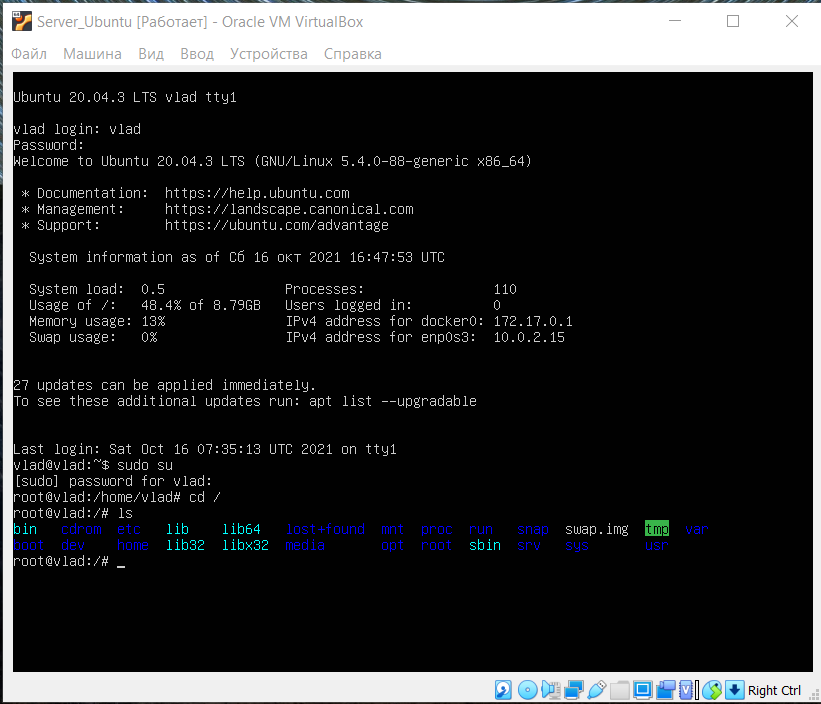 Server_Ubuntu [Работает] - Oracle VM VirtualBox
Файл Машина Вид Ввод Устройства Справка
Ubuntu 20.04.3 LTS vlad tty1
vlad login: vlad
Password:
Welcome to Ubuntu 20.04.3 LTS (GNU/Linux 5.4.0-88-generic x86_64)
* Documentation: https://help.ubuntu.com
* Management: https://landscape.canonical.com
* Support: https://ubuntu.com/advantage
System information as of Сб 16 окт 2021 16:47:53 UTC
System load: 0.5 Processes: 110
Usage of /: 48.4% of 8.79GB Users logged in: 0
Memory usage: 13% IPv4 address for docker0: 172.17.0.1
Swap usage: 0% IPv4 address for enp0s3: 10.0.2.15
27 updates can be applied immediately.
To see these additional updates run: apt list --upgradable
Last login: Sat Oct 16 07:35:13 UTC 2021 on tty1
vlad@vlad:~$ sudo su
[sudo] password for vlad:
root@vlad:/home/vlad# cd /
root@vlad:/# ls
bin cdrom etc lib lib64 lost+found mnt proc run snap swap.img tmp var
boot dev home lib32 libx32 media opt root sbin srv sys usr
root@vlad:/# _
Right Ctrl